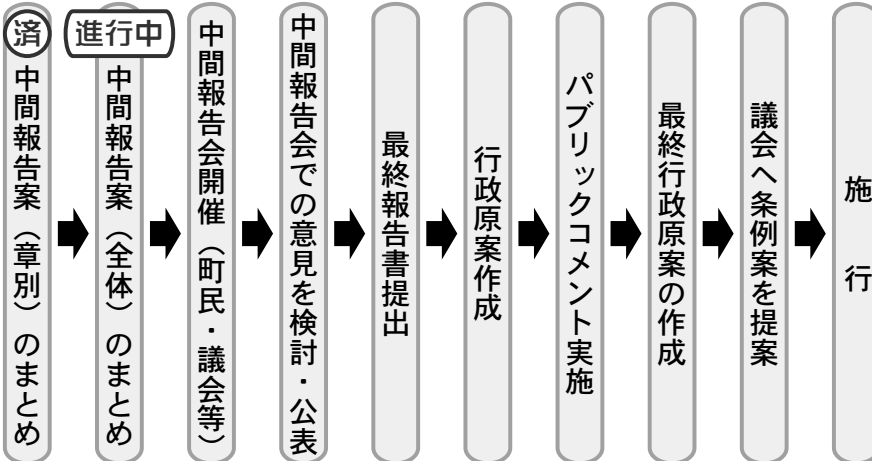 済
中間報告案（章別）のまとめ
進行中
中間報告案（全体）のまとめ
中間報告会開催（町民・議会等）
中間報告会での意見を検討・公表
最終報告書提出
行政原案作成
パブリックコメント実施
最終行政原案の作成
議会へ条例案を提案
施行